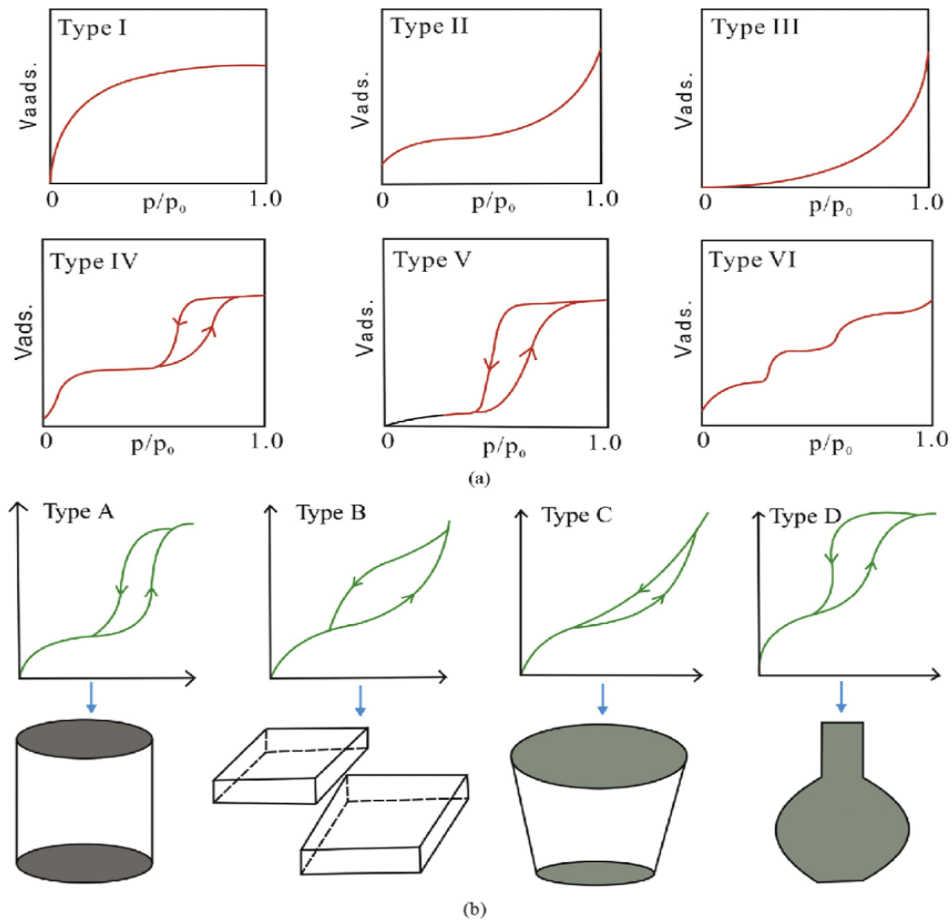 Type I
Vaads.
0
p/p₀
1.0
Type II
Vads.
0
p/p₀
1.0
Type III
Vads.
0
p/p₀
1.0
Type IV
Vads.
0
p/p₀
1.0
Type V
Vads.
0
p/p₀
1.0
Type VI
Vads.
0
p/p₀
1.0
(a)
Type A
Type B
Type C
Type D
(b)